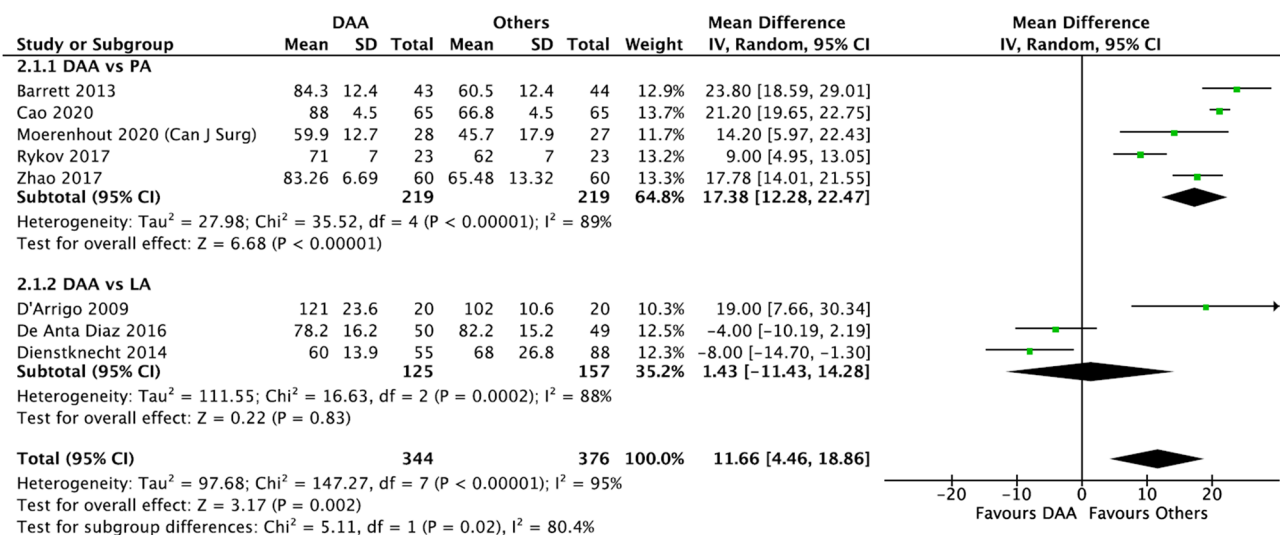 DAA Others Mean Difference Mean Difference
Study or Subgroup Mean SD Total Mean SD Total Weight IV, Random, 95% CI IV, Random, 95% CI
2.1.1 DAA vs PA
Barrett 2013 84.3 12.4 43 60.5 12.4 44 12.9% 23.80 [18.59, 29.01]
Cao 2020 88 4.5 65 66.8 4.5 65 13.7% 21.20 [19.65, 22.75]
Moerenhout 2020 (Can J Surg) 59.9 12.7 28 45.7 17.9 27 11.7% 14.20 [5.97, 22.43]
Rykov 2017 71 7 23 62 7 23 13.2% 9.00 [4.95, 13.05]
Zhao 2017 83.26 6.69 60 65.48 13.32 60 13.3% 17.78 [14.01, 21.55]
Subtotal (95% CI) 219 219 64.8% 17.38 [12.28, 22.47]
Heterogeneity: Tau² = 27.98; Chi² = 35.52, df = 4 (P < 0.00001); I² = 89%
Test for overall effect: Z = 6.68 (P < 0.00001)
2.1.2 DAA vs LA
D'Arrigo 2009 121 23.6 20 102 10.6 20 10.3% 19.00 [7.66, 30.34]
De Anta Diaz 2016 78.2 16.2 50 82.2 15.2 49 12.5% −4.00 [−10.19, 2.19]
Dienstknecht 2014 60 13.9 55 68 26.8 88 12.3% −8.00 [−14.70, −1.30]
Subtotal (95% CI) 125 157 35.2% 1.43 [−11.43, 14.28]
Heterogeneity: Tau² = 111.55; Chi² = 16.63, df = 2 (P = 0.0002); I² = 88%
Test for overall effect: Z = 0.22 (P = 0.83)
Total (95% CI) 344 376 100.0% 11.66 [4.46, 18.86]
Heterogeneity: Tau² = 97.68; Chi² = 147.27, df = 7 (P < 0.00001); I² = 95%
Test for overall effect: Z = 3.17 (P = 0.002)
Test for subgroup differences: Chi² = 5.11, df = 1 (P = 0.02), I² = 80.4%
−20 −10 0 10 20
Favours DAA Favours Others